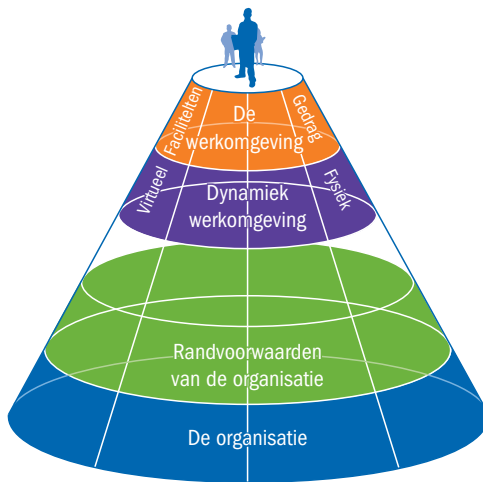 Faciliteiten
De
werkomgeving
Gedrag
Virtueel
Dynamiek
werkomgeving
Fysiek
Randvoorwaarden
van de organisatie
De organisatie